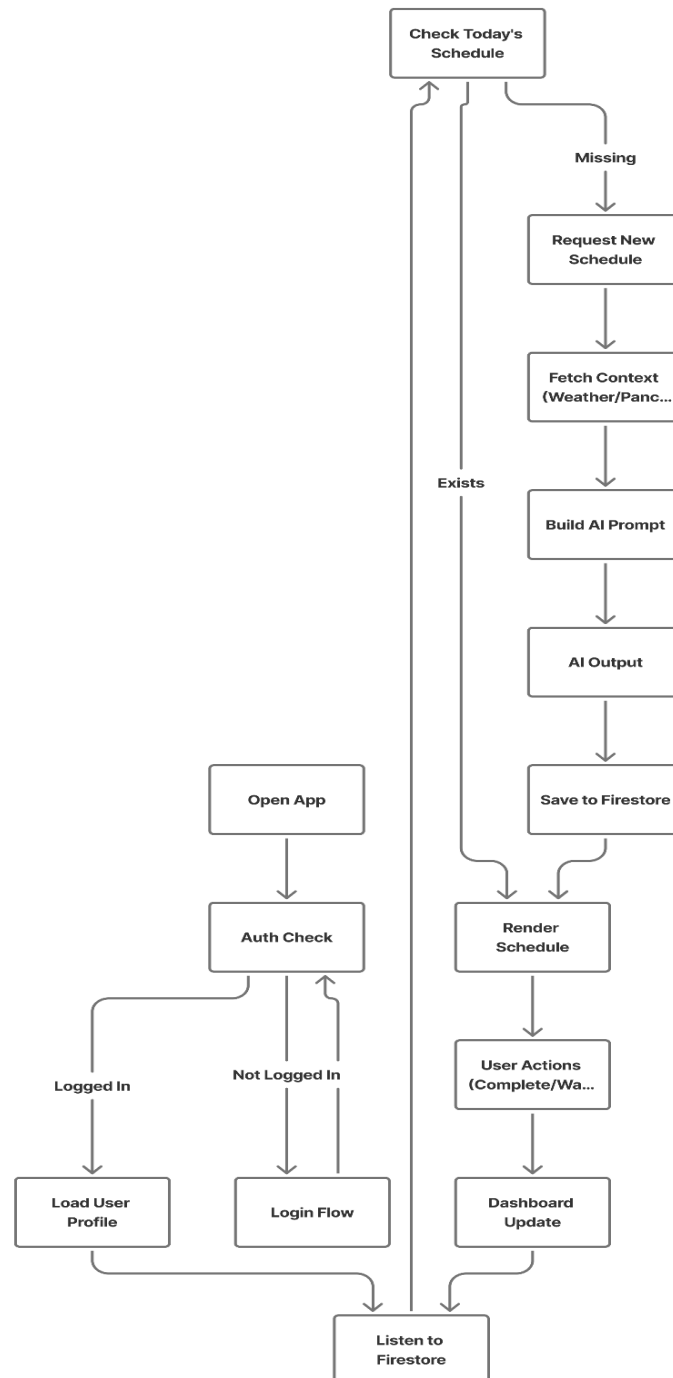 Check Today's
Schedule
Missing
Request New
Schedule
Fetch Context
(Weather/Panc...
Exists
Build AI Prompt
AI Output
Open App
Save to Firestore
Auth Check
Render
Schedule
Logged In
Not Logged In
User Actions
(Complete/Wa...
Load User
Profile
Login Flow
Dashboard
Update
Listen to
Firestore